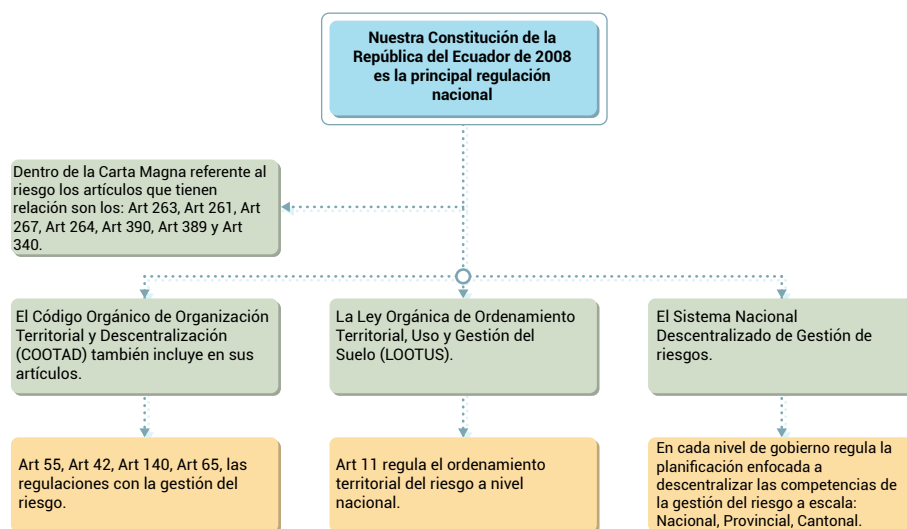 Nuestra Constitución de la
República del Ecuador de 2008
es la principal regulación
nacional
Dentro de la Carta Magna referente al
riesgo los artículos que tienen
relación son los: Art 263, Art 261, Art
267, Art 264, Art 390, Art 389 y Art
340.
El Código Orgánico de Organización
Territorial y Descentralización
(COOTAD) también incluye en sus
artículos.
La Ley Orgánica de Ordenamiento
Territorial, Uso y Gestión del
Suelo (LOOTUS).
El Sistema Nacional
Descentralizado de Gestión de
riesgos.
Art 55, Art 42, Art 140, Art 65, las
regulaciones con la gestión del
riesgo.
Art 11 regula el ordenamiento
territorial del riesgo a nivel
nacional.
En cada nivel de gobierno regula la
planificación enfocada a
descentralizar las competencias de
la gestión del riesgo a escala:
Nacional, Provincial, Cantonal.